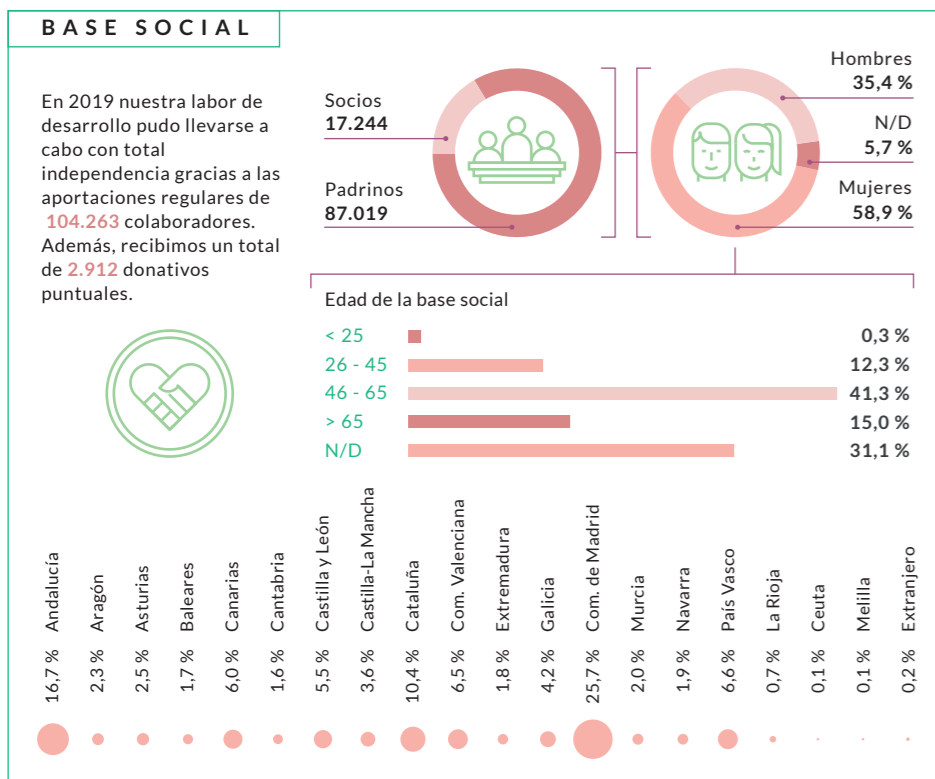 BASE SOCIAL
En 2019 nuestra labor de
desarrollo pudo llevarse a
cabo con total
independencia gracias a las
aportaciones regulares de
104.263 colaboradores.
Además, recibimos un total
de 2.912 donativos
puntuales.
Socios
17.244
Padrinos
87.019
Hombres
35,4 %
N/D
5,7 %
Mujeres
58,9 %
Edad de la base social
< 25 0,3 %
26 - 45 12,3 %
46 - 65 41,3 %
> 65 15,0 %
N/D 31,1 %
16,7 % Andalucía
2,3 % Aragón
2,5 % Asturias
1,7 % Baleares
6,0 % Canarias
1,6 % Cantabria
5,5 % Castilla y León
3,6 % Castilla-La Mancha
10,4 % Cataluña
6,5 % Com. Valenciana
1,8 % Extremadura
4,2 % Galicia
25,7 % Com. de Madrid
2,0 % Murcia
1,9 % Navarra
6,6 % País Vasco
0,7 % La Rioja
0,1 % Ceuta
0,1 % Melilla
0,2 % Extranjero